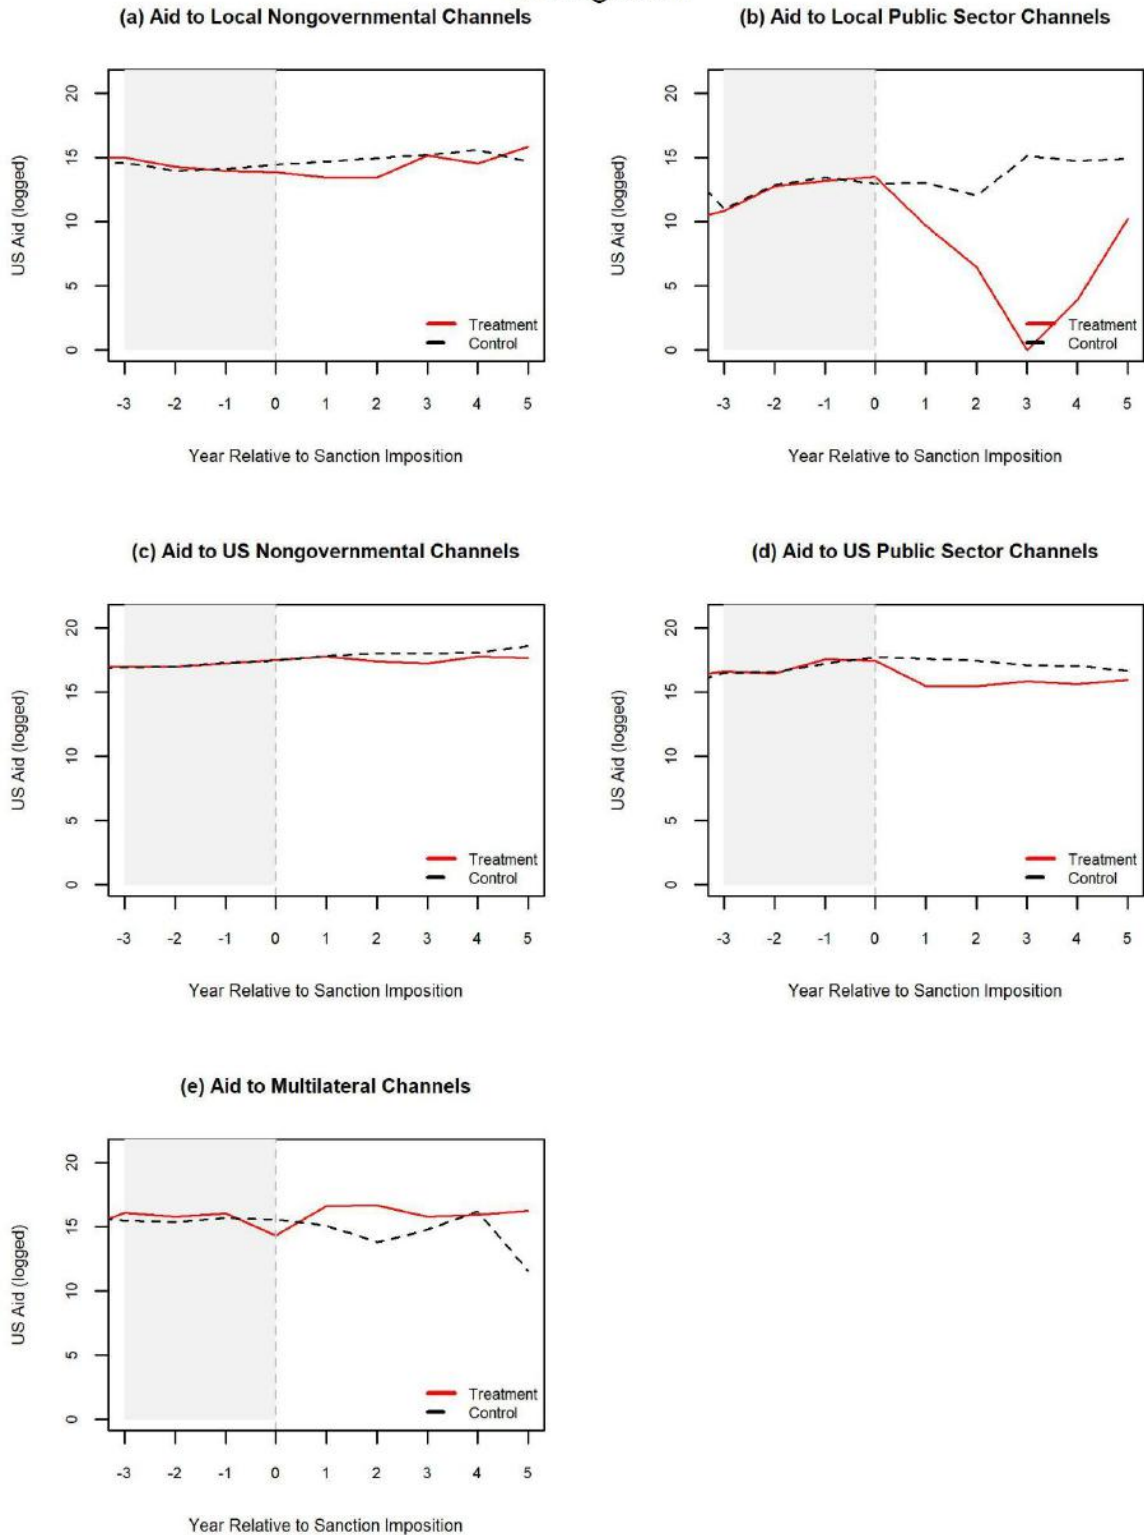 (a) Aid to Local Nongovernmental Channels
US Aid (logged)
20
15
10
5
0
Treatment
Control
-3 -2 -1 0 1 2 3 4 5
Year Relative to Sanction Imposition
(b) Aid to Local Public Sector Channels
US Aid (logged)
20
15
10
5
0
Treatment
Control
-3 -2 -1 0 1 2 3 4 5
Year Relative to Sanction Imposition
(c) Aid to US Nongovernmental Channels
US Aid (logged)
20
15
10
5
0
Treatment
Control
-3 -2 -1 0 1 2 3 4 5
Year Relative to Sanction Imposition
(d) Aid to US Public Sector Channels
US Aid (logged)
20
15
10
5
0
Treatment
Control
-3 -2 -1 0 1 2 3 4 5
Year Relative to Sanction Imposition
(e) Aid to Multilateral Channels
US Aid (logged)
20
15
10
5
0
Treatment
Control
-3 -2 -1 0 1 2 3 4 5
Year Relative to Sanction Imposition